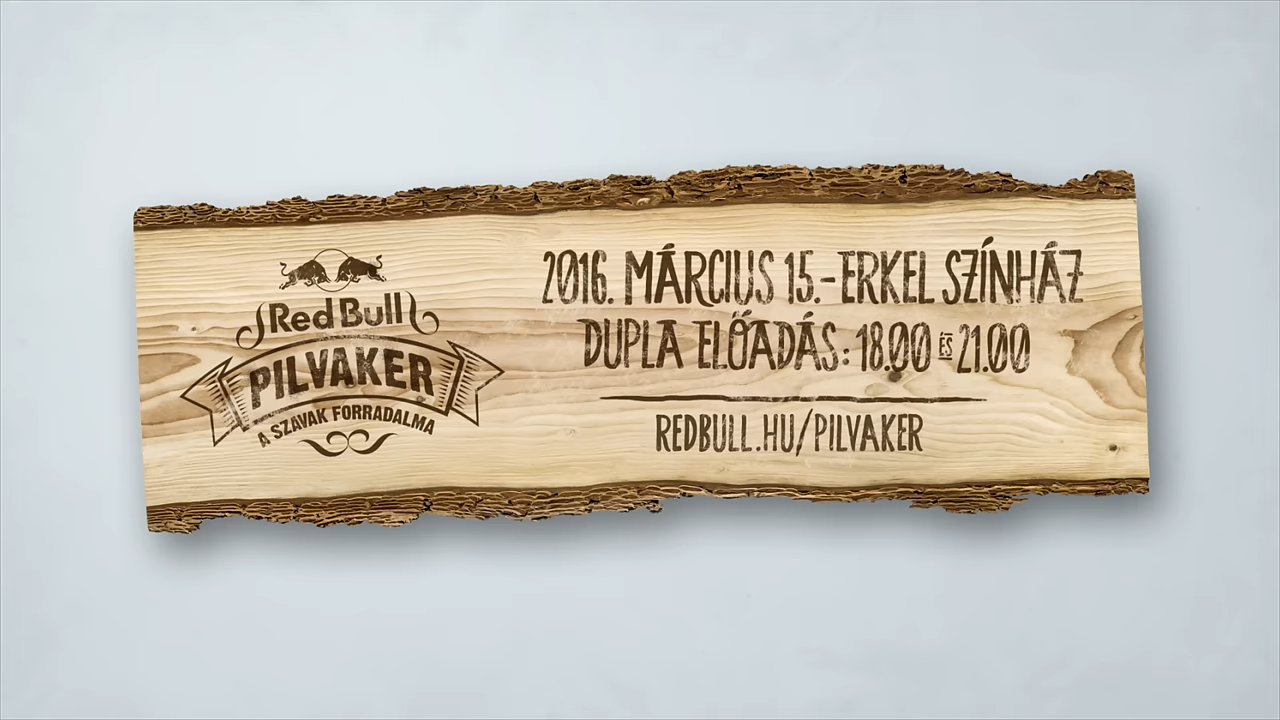 Red Bull
PILVAKER
A SZAVAK FORRADALMA
2016. MÁRCIUS 15. - ERKEL SZÍNHÁZ
DUPLA ELŐADÁS: 18.00 ÉS 21.00
REDBULL.HU/PILVAKER